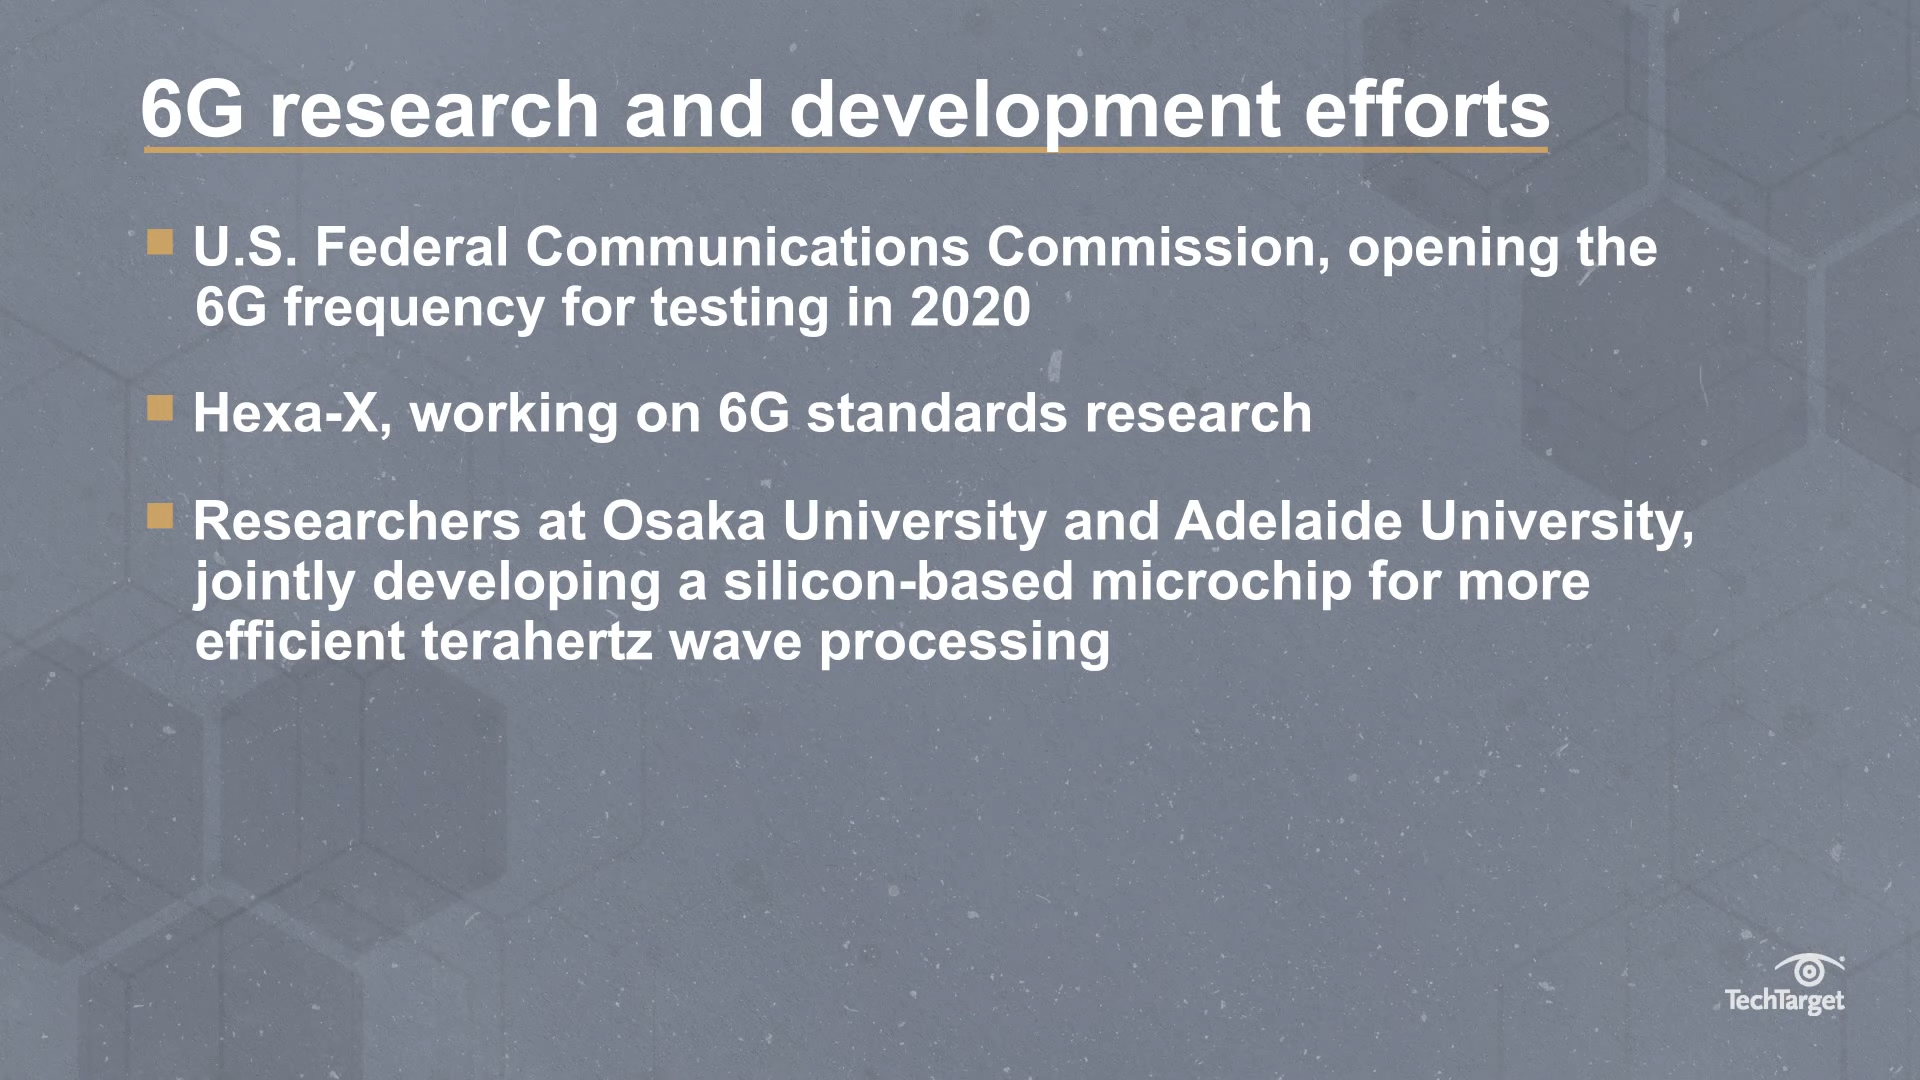 6G research and development efforts
U.S. Federal Communications Commission, opening the
6G frequency for testing in 2020
Hexa-X, working on 6G standards research
Researchers at Osaka University and Adelaide University,
jointly developing a silicon-based microchip for more
efficient terahertz wave processing
TechTarget